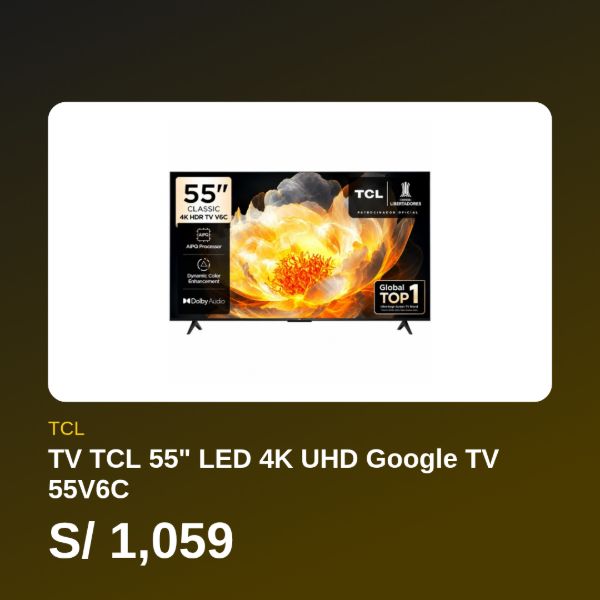 55"
CLASSIC
4K HDR TV V6C
AiPQ
AiPQ Processor
Dynamic Color
Enhancement
Dolby Audio
TCL
LIBERTADORES
PATROCINADOR OFICIAL
Global
TOP 1
TCL
TV TCL 55" LED 4K UHD Google TV
55V6C
S/ 1,059